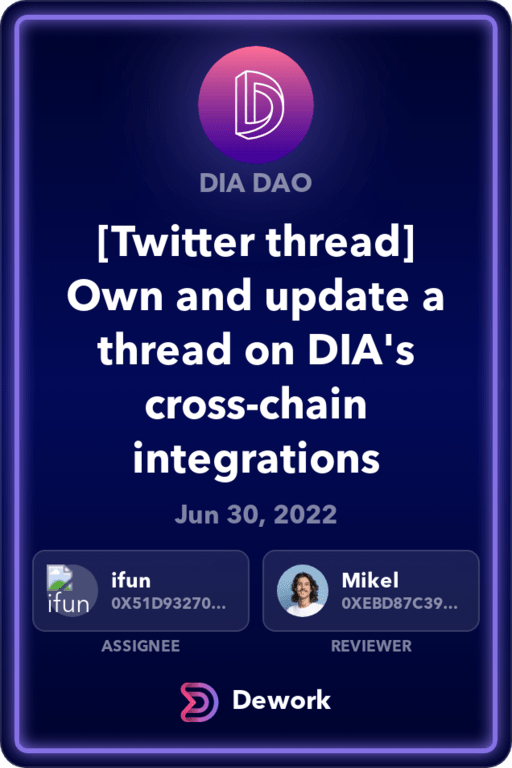 DIA DAO
[Twitter thread]
Own and update a
thread on DIA's
cross-chain
integrations
Jun 30, 2022
ifun
ifun
0X51D93270...
ASSIGNEE
Mikel
0XEBD87C39...
REVIEWER
Dework